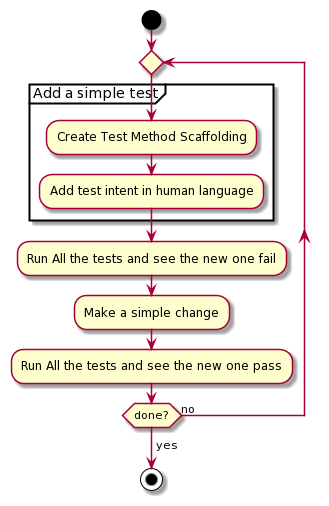 Add a simple test
Create Test Method Scaffolding
Add test intent in human language
Run All the tests and see the new one fail
Make a simple change
Run All the tests and see the new one pass
done?
no
yes